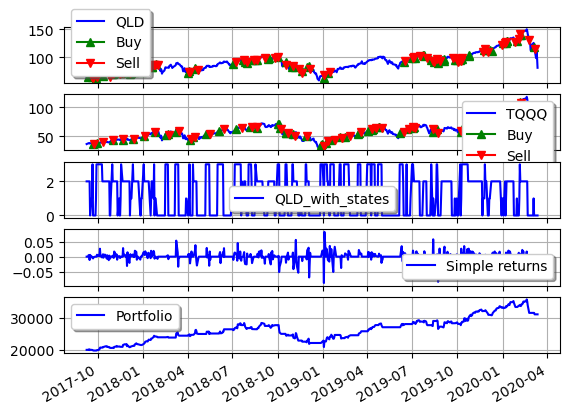 150
100
QLD
Buy
Sell
100
50
TQQQ
Buy
Sell
2
0
QLD_with_states
0.05
0.00
−0.05
Simple returns
30000
20000
Portfolio
2017-10
2018-01
2018-04
2018-07
2018-10
2019-01
2019-04
2019-07
2019-10
2020-01
2020-04